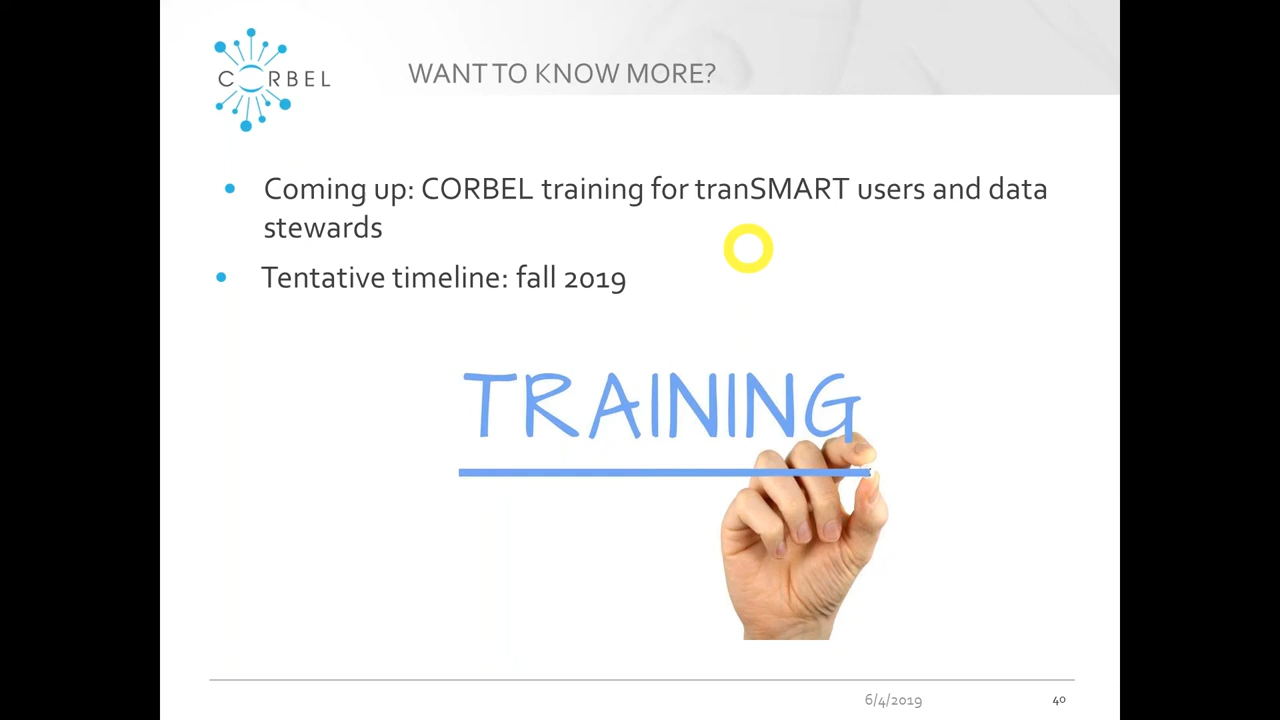 CORBEL
WANT TO KNOW MORE?
• Coming up: CORBEL training for tranSMART users and data
stewards
• Tentative timeline: fall 2019
TRAINING
6/4/2019
40